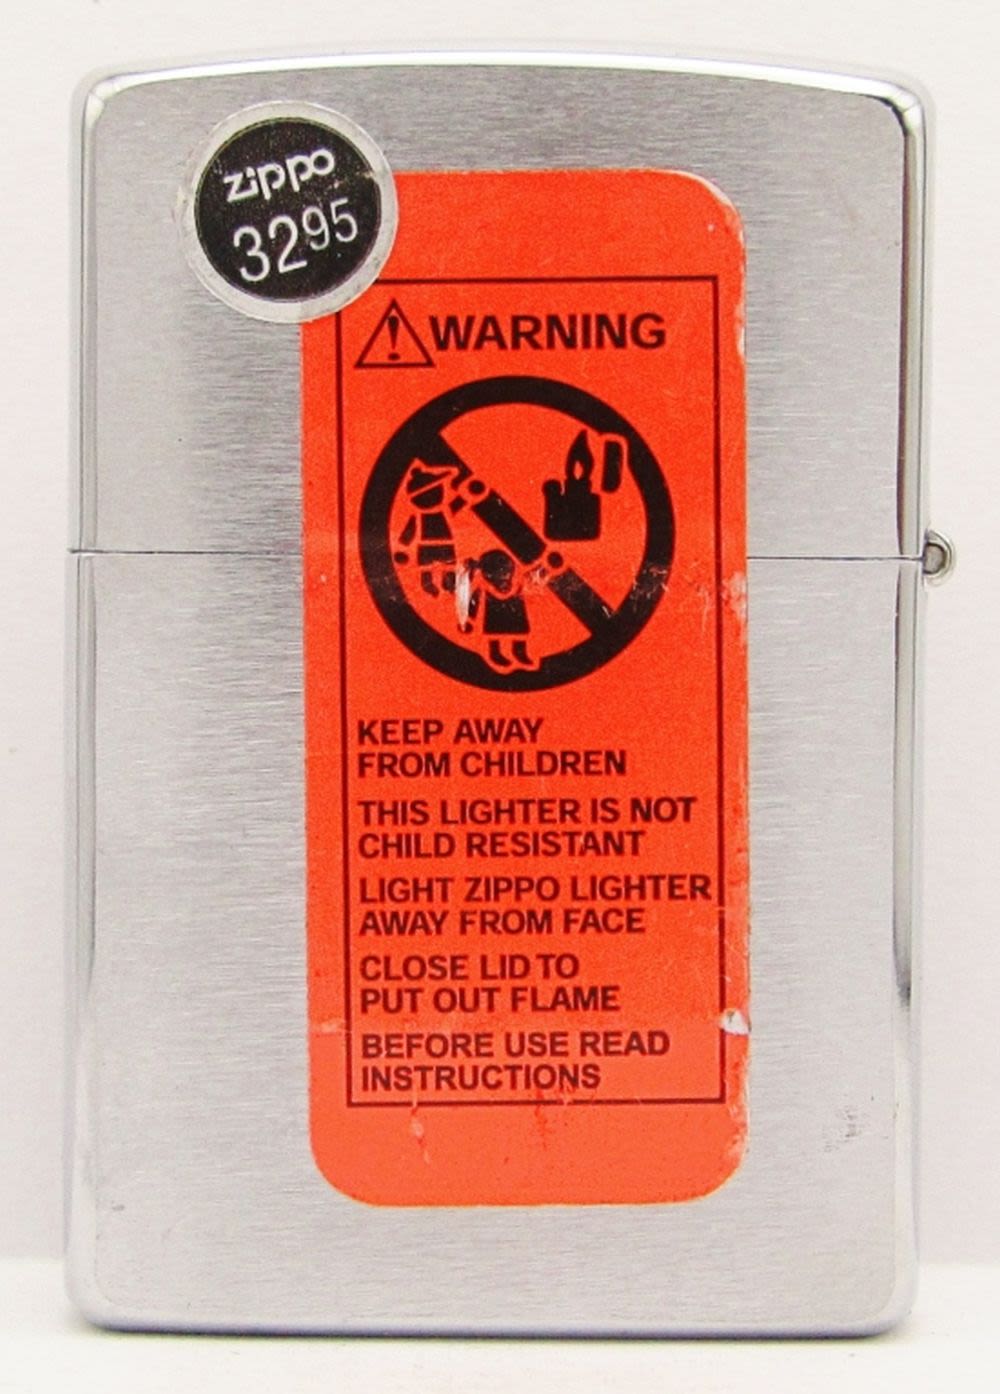 zippo
3295
WARNING
KEEP AWAY
FROM CHILDREN
THIS LIGHTER IS NOT
CHILD RESISTANT
LIGHT ZIPPO LIGHTER
AWAY FROM FACE
CLOSE LID TO
PUT OUT FLAME
BEFORE USE READ
INSTRUCTIONS